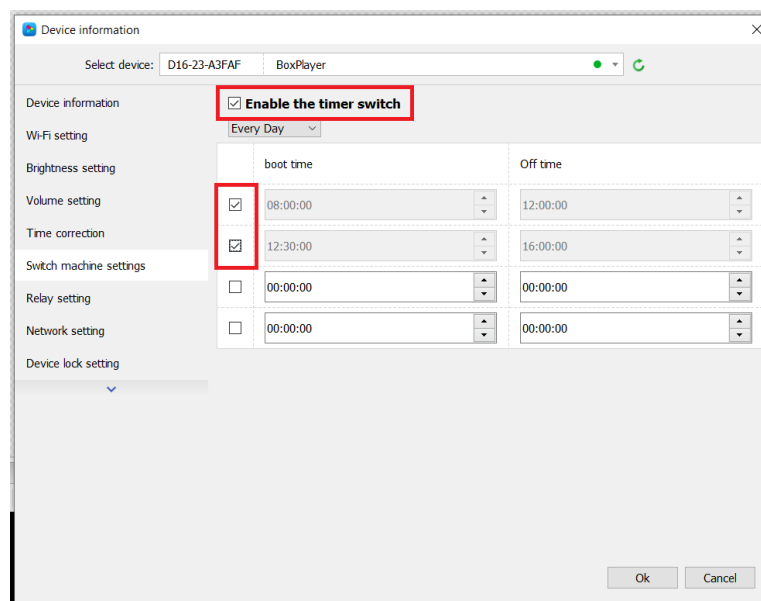 Device information
Select device: D16-23-A3FAF BoxPlayer
Device information
Wi-Fi setting
Brightness setting
Volume setting
Time correction
Switch machine settings
Relay setting
Network setting
Device lock setting
Enable the timer switch
Every Day
boot time Off time
08:00:00 12:00:00
12:30:00 16:00:00
00:00:00 00:00:00
00:00:00 00:00:00
Ok Cancel